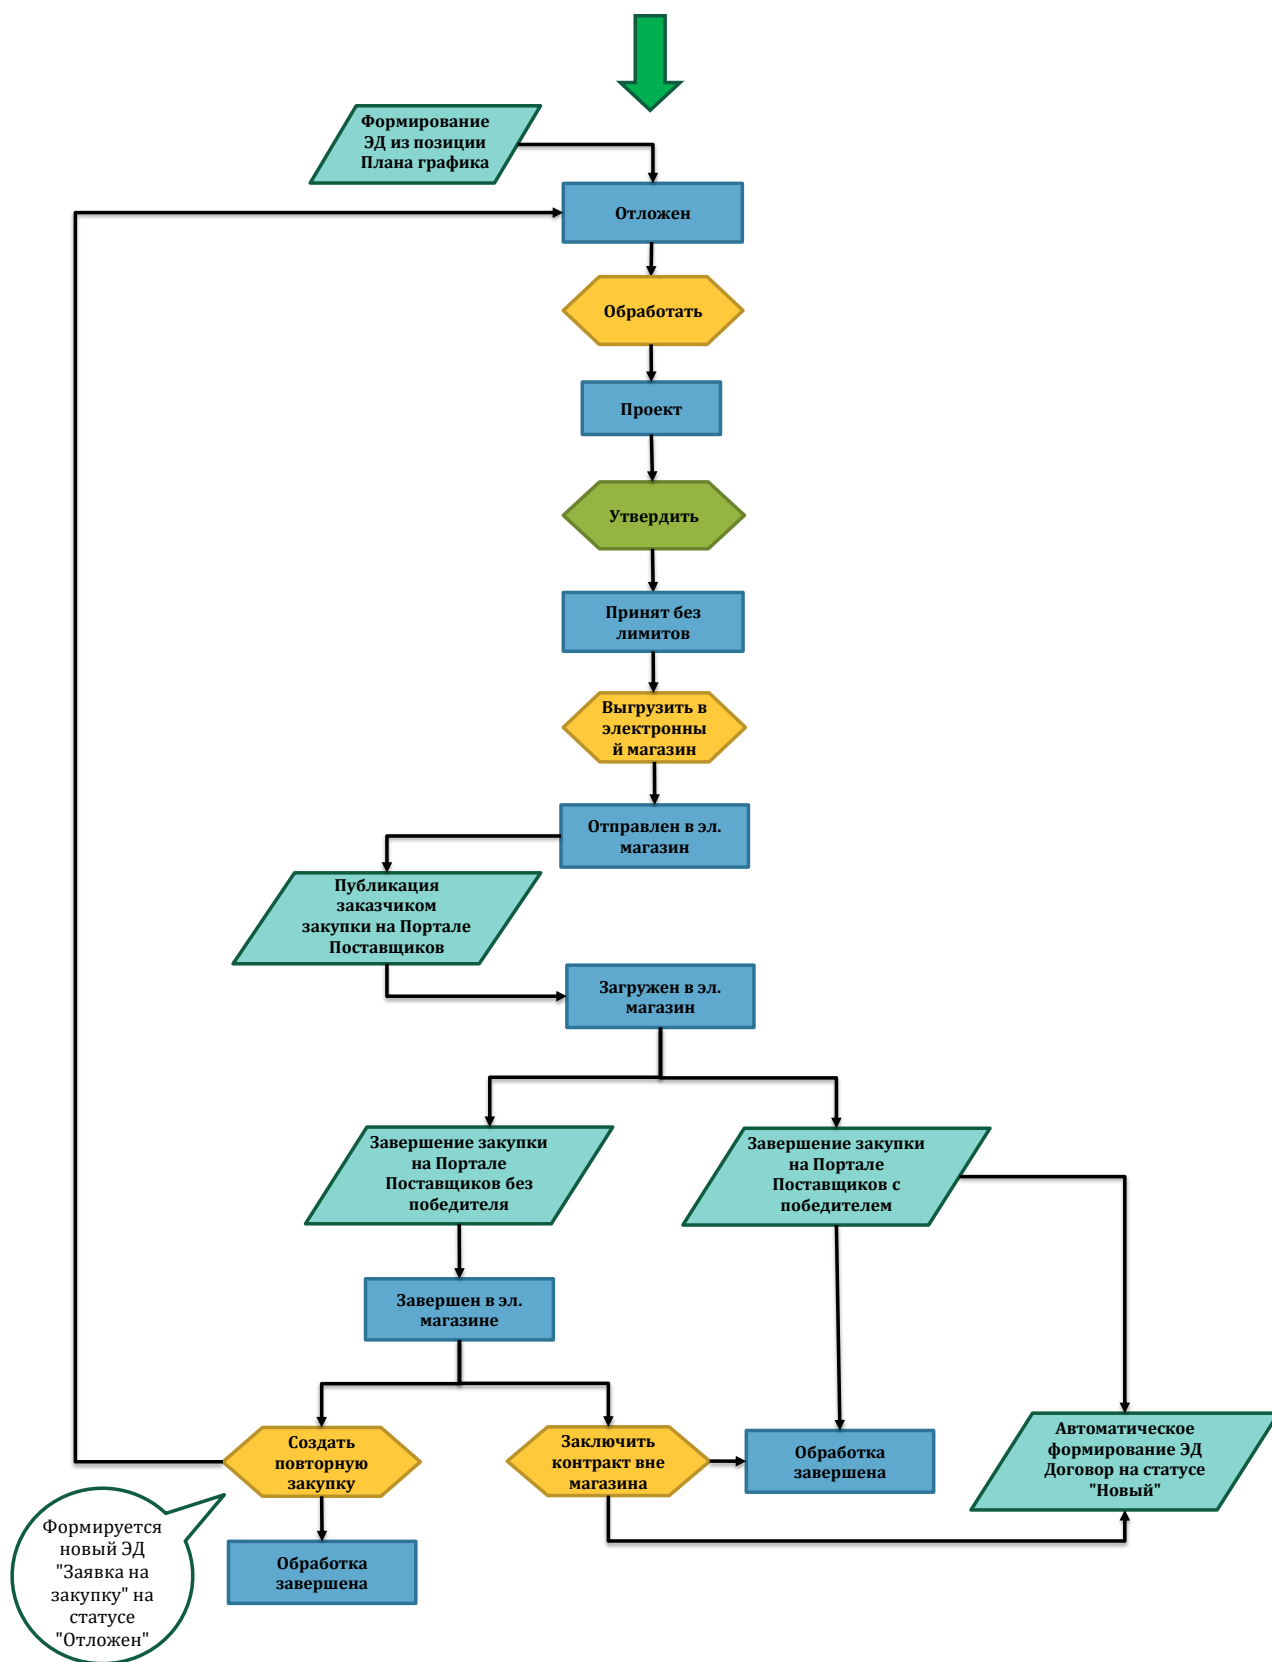 Формирование
ЭД из позиции
Плана графика
Отложен
Обработать
Проект
Утвердить
Принят без
лимитов
Выгрузить в
электронны
й магазин
Отправлен в эл.
магазин
Публикация
заказчиком
закупки на Портале
Поставщиков
Загружен в эл.
магазин
Завершение закупки
на Портале
Поставщиков без
победителя
Завершение закупки
на Портале
Поставщиков с
победителем
Завершен в эл.
магазине
Создать
повторную
закупку
Заключить
контракт вне
магазина
Обработка
завершена
Автоматическое
формирование ЭД
Договор на статусе
"Новый"
Формируется
новый ЭД
"Заявка на
закупку" на
статусе
"Отложен"
Обработка
завершена